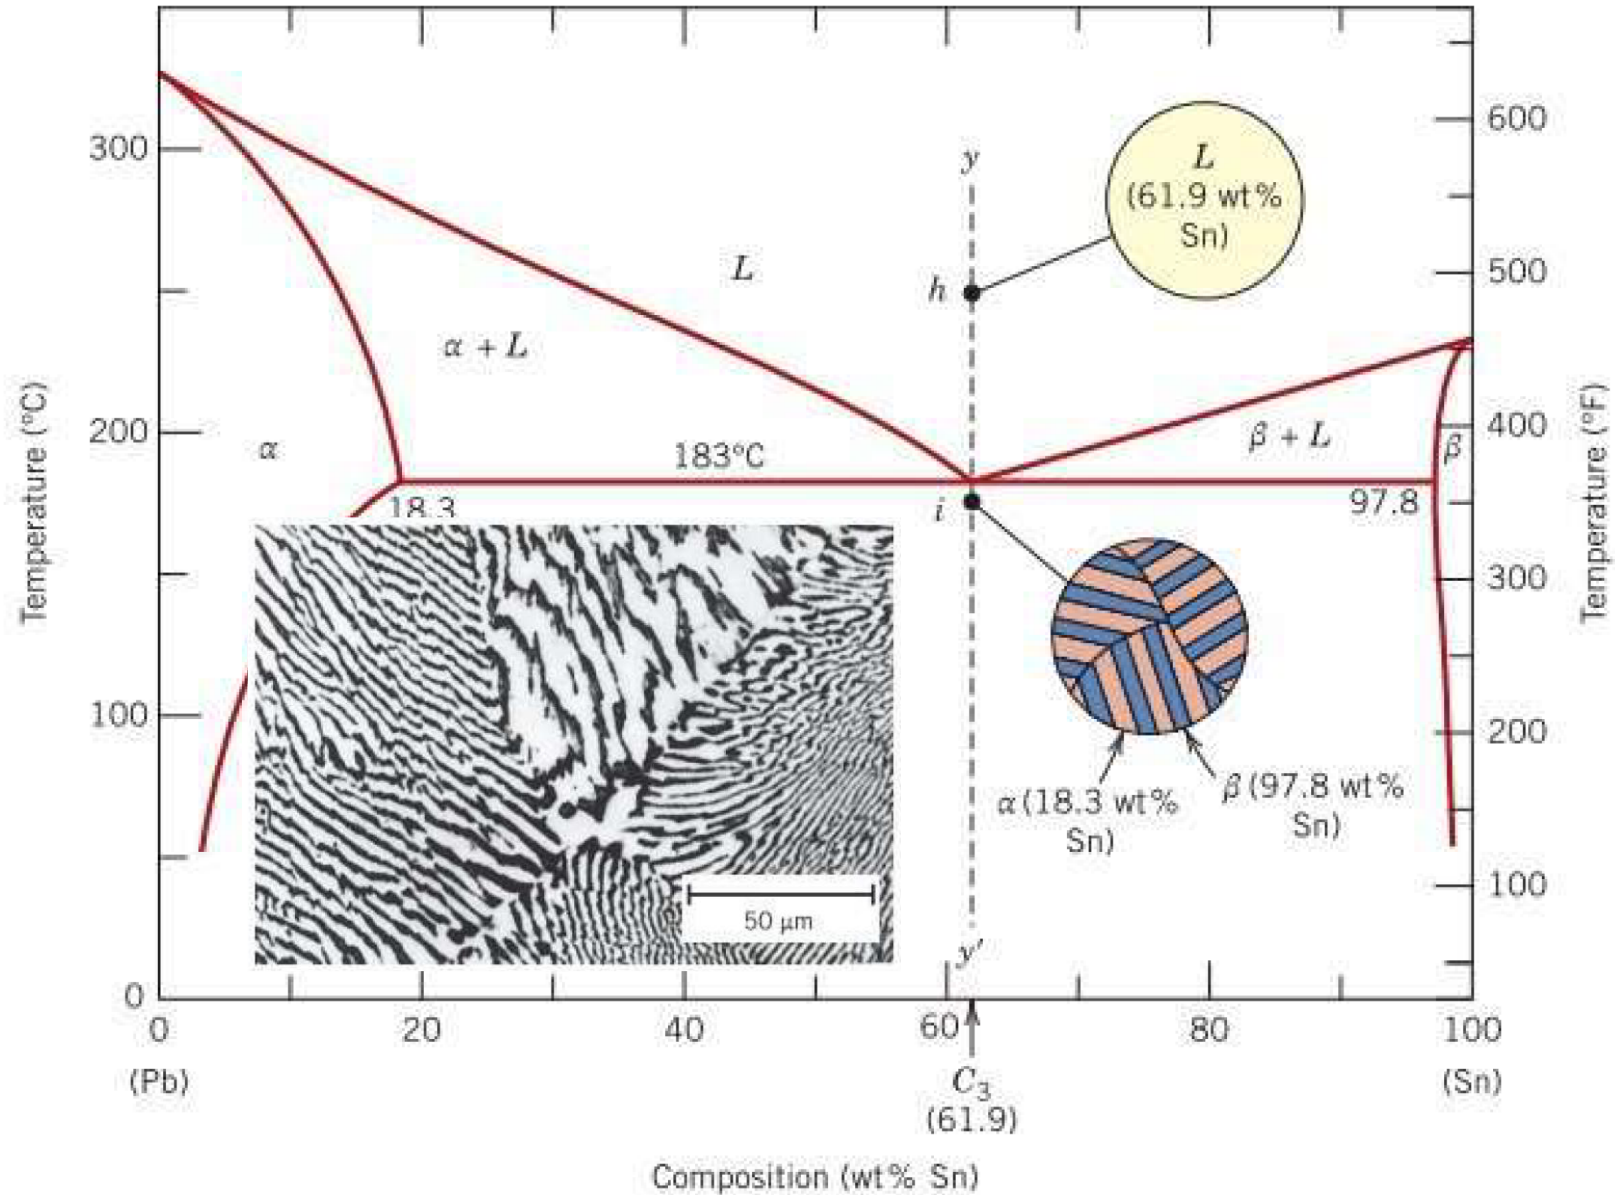 y
600
L
(61.9 wt%
Sn)
300
L
500
h
α + L
Temperature (°C)
Temperature (°F)
200
400
β + L
β
α
183°C
18.3
i
97.8
300
100
200
α (18.3 wt%
Sn)
β (97.8 wt%
Sn)
100
50 μm
y′
0
0
20
40
60
80
100
(Pb)
C3
(61.9)
(Sn)
Composition (wt% Sn)